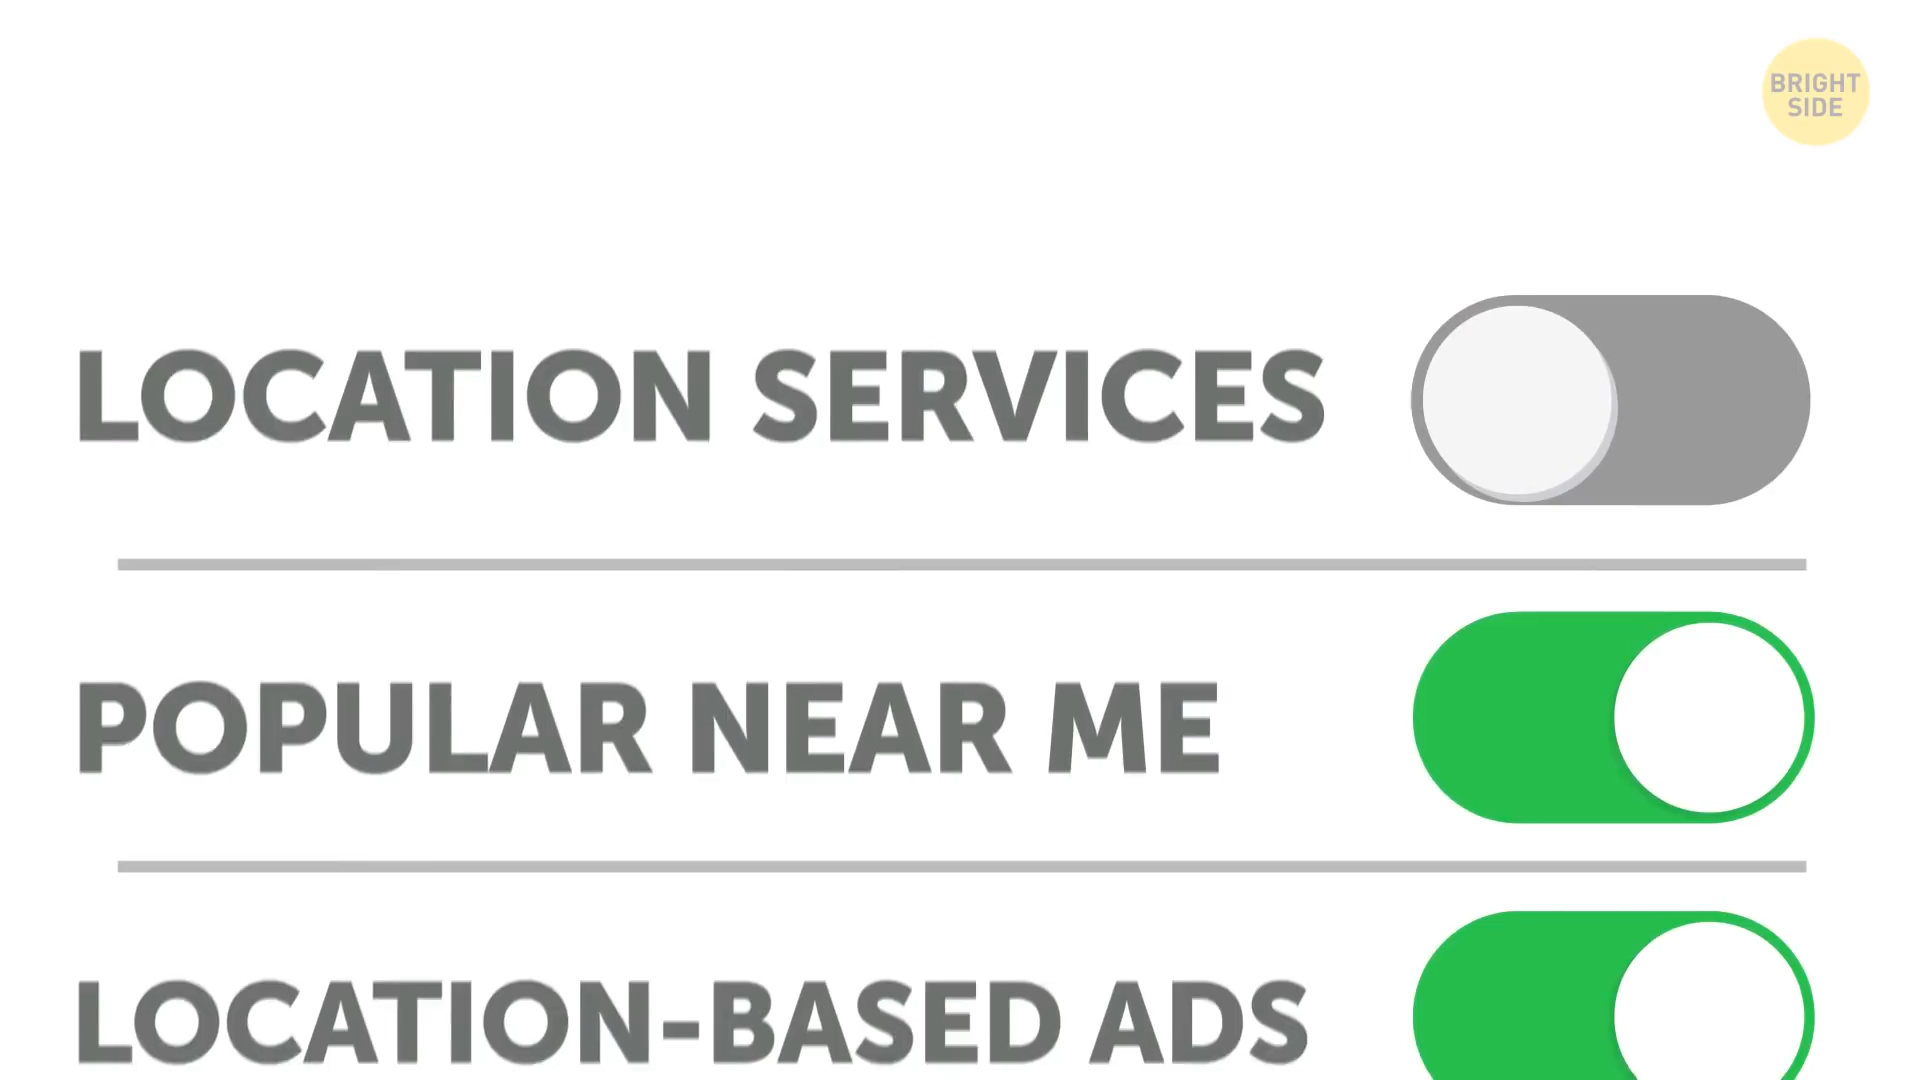 BRIGHT
SIDE
LOCATION SERVICES
POPULAR NEAR ME
LOCATION-BASED ADS